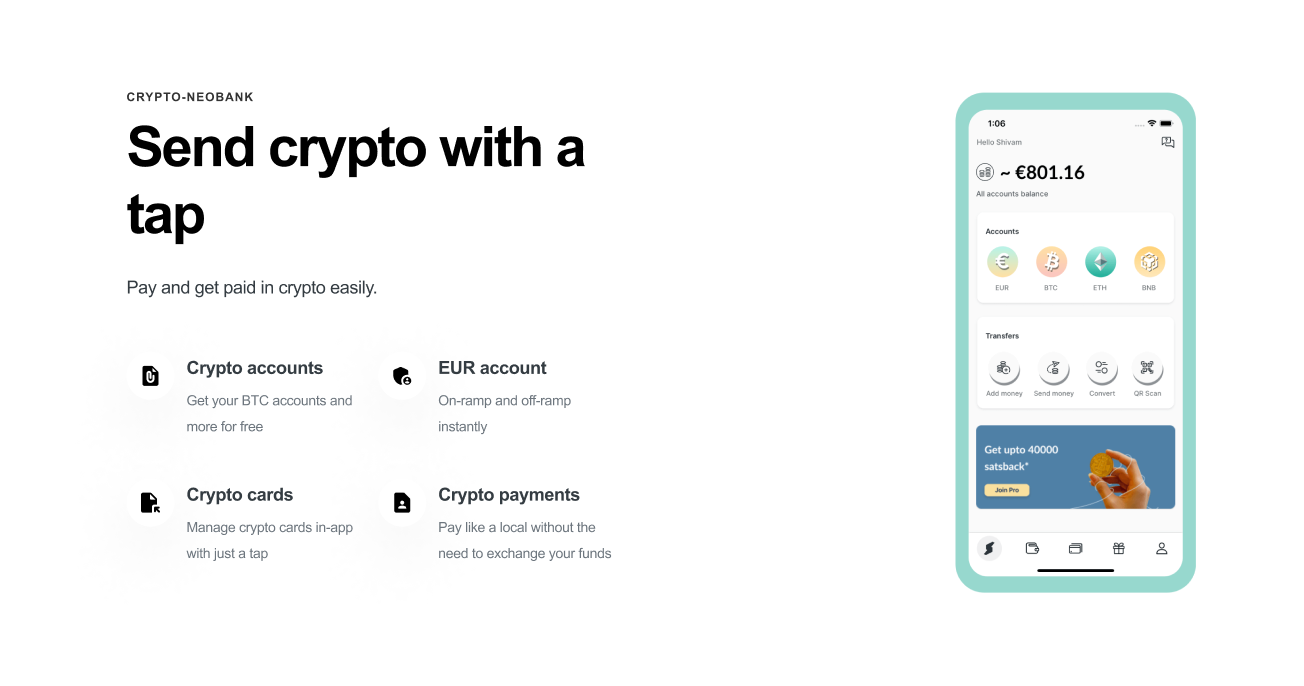 CRYPTO-NEOBANK
Send crypto with a
tap
Pay and get paid in crypto easily.
Crypto accounts
Get your BTC accounts and
more for free
EUR account
On-ramp and off-ramp
instantly
Crypto cards
Manage crypto cards in-app
with just a tap
Crypto payments
Pay like a local without the
need to exchange your funds
1:06
Hello Shivam
~ €801.16
All accounts balance
Accounts
EUR BTC ETH BNB
Transfers
Add money Send money Convert QR Scan
Get upto 40000
satsback*
Join Pro